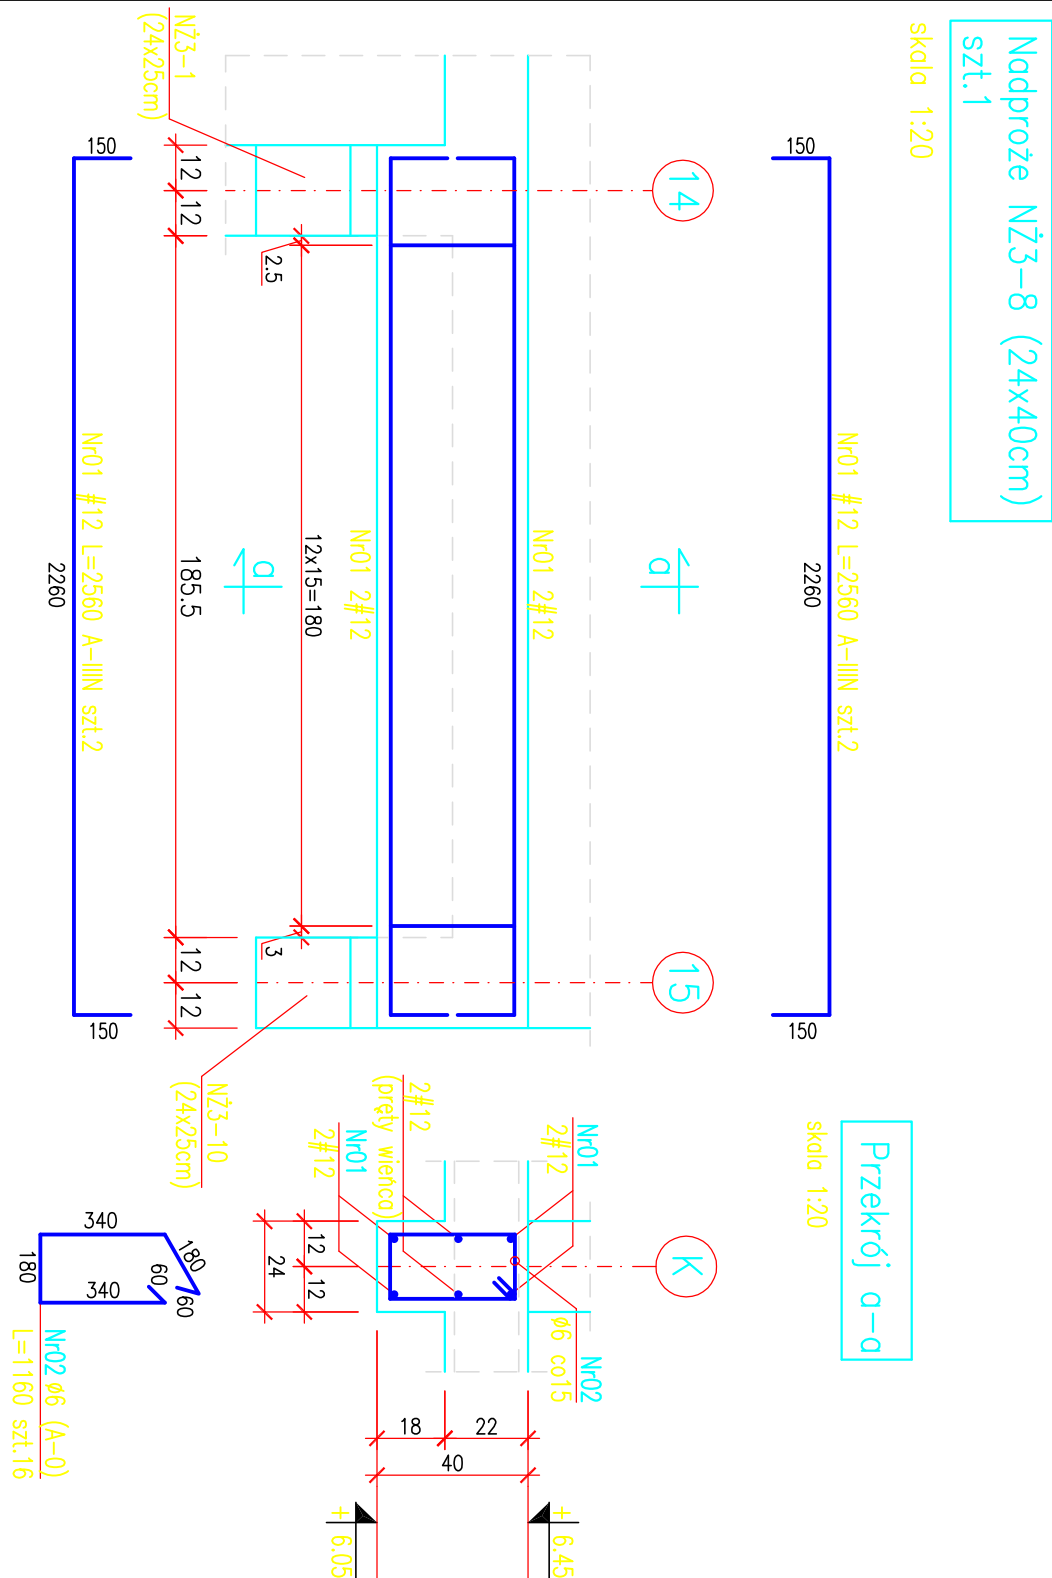 Nadproże NŻ3-8 (24x40cm)
szt.1
skala 1:20
150
2260
150
Nr01 #12 L=2560 A-IIIN szt.2
14
15
a
Nr01 2#12
Nr01 2#12
a
12x15=180
2.5
3
12
12
185.5
12
12
NŻ3-1
(24x25cm)
NŻ3-10
(24x25cm)
150
Nr01 #12 L=2560 A-IIIN szt.2
2260
150
Przekrój a-a
skala 1:20
K
Nr01
2#12
Nr02
ø6 co15
2#12
(pręty wieńca)
Nr01
2#12
12
12
24
18
22
40
+ 6.45
+ 6.05
340
180
60
60
340
180
Nr02 ø6 (A-0)
L=1160 szt.16